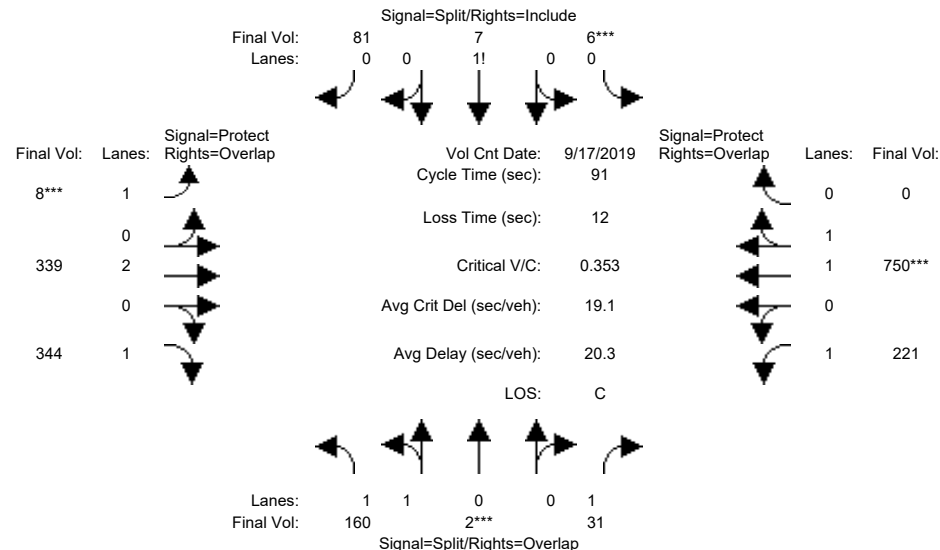 Signal=Split/Rights=Include
Final Vol: 81 7 6***
Lanes: 0 0 1! 0 0
Signal=Protect
Final Vol: Lanes: Rights=Overlap
Vol Cnt Date: 9/17/2019
Signal=Protect
Rights=Overlap Lanes: Final Vol:
Cycle Time (sec): 91
8*** 1
0 0
Loss Time (sec): 12
0
1
339 2
Critical V/C: 0.353
1 750***
0
Avg Crit Del (sec/veh): 19.1
0
344 1
Avg Delay (sec/veh): 20.3
1 221
LOS: C
Lanes: 1 1 0 0 1
Final Vol: 160 2*** 31
Signal=Split/Rights=Overlap